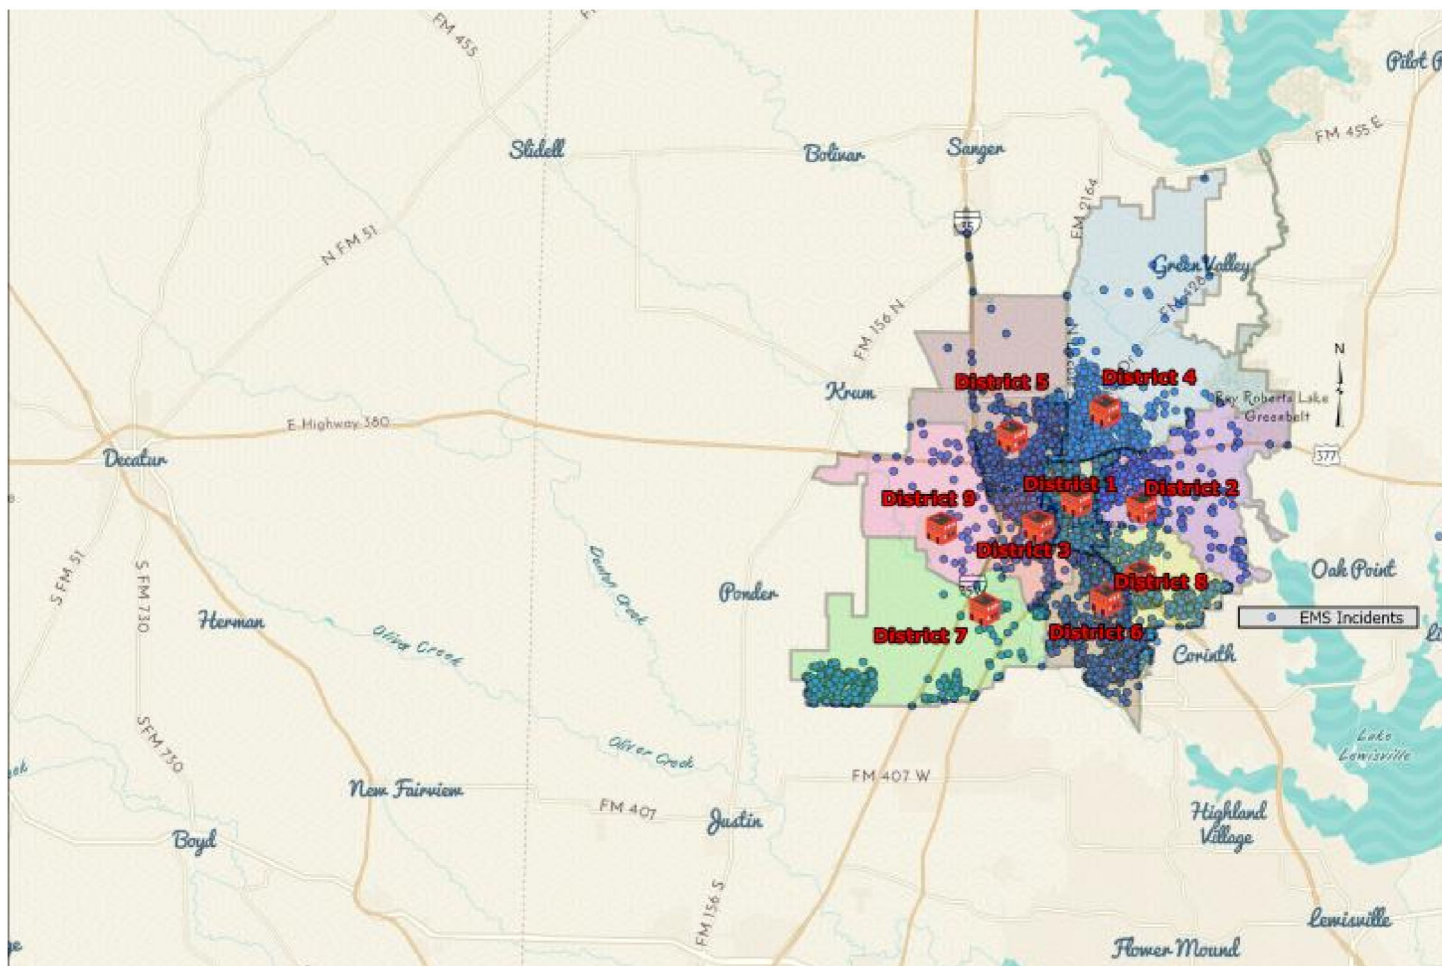 FM 455
Pilot P
FM 455 E
Slidell
Bolivar
Sanger
FM 2164
35
N FM 51
Green Valley
FM 428
FM 156 N
N
District 5
District 4
Krum
Ray Roberts Lake
Greenbelt
E Highway 380
377
Decatur
District 1
District 2
District 9
District 3
Oak Point
S FM 51
S FM 730
Denton Creek
Ponder
35W
District 8
EMS Incidents
Herman
District 7
District 6
Oliver Creek
Corinth
S FM 730
Oliver Creek
Lake
Lewisville
FM 407 W
New Fairview
FM 407
Justin
Highland
Village
Boyd
FM 156 S
Lewisville
Flower Mound